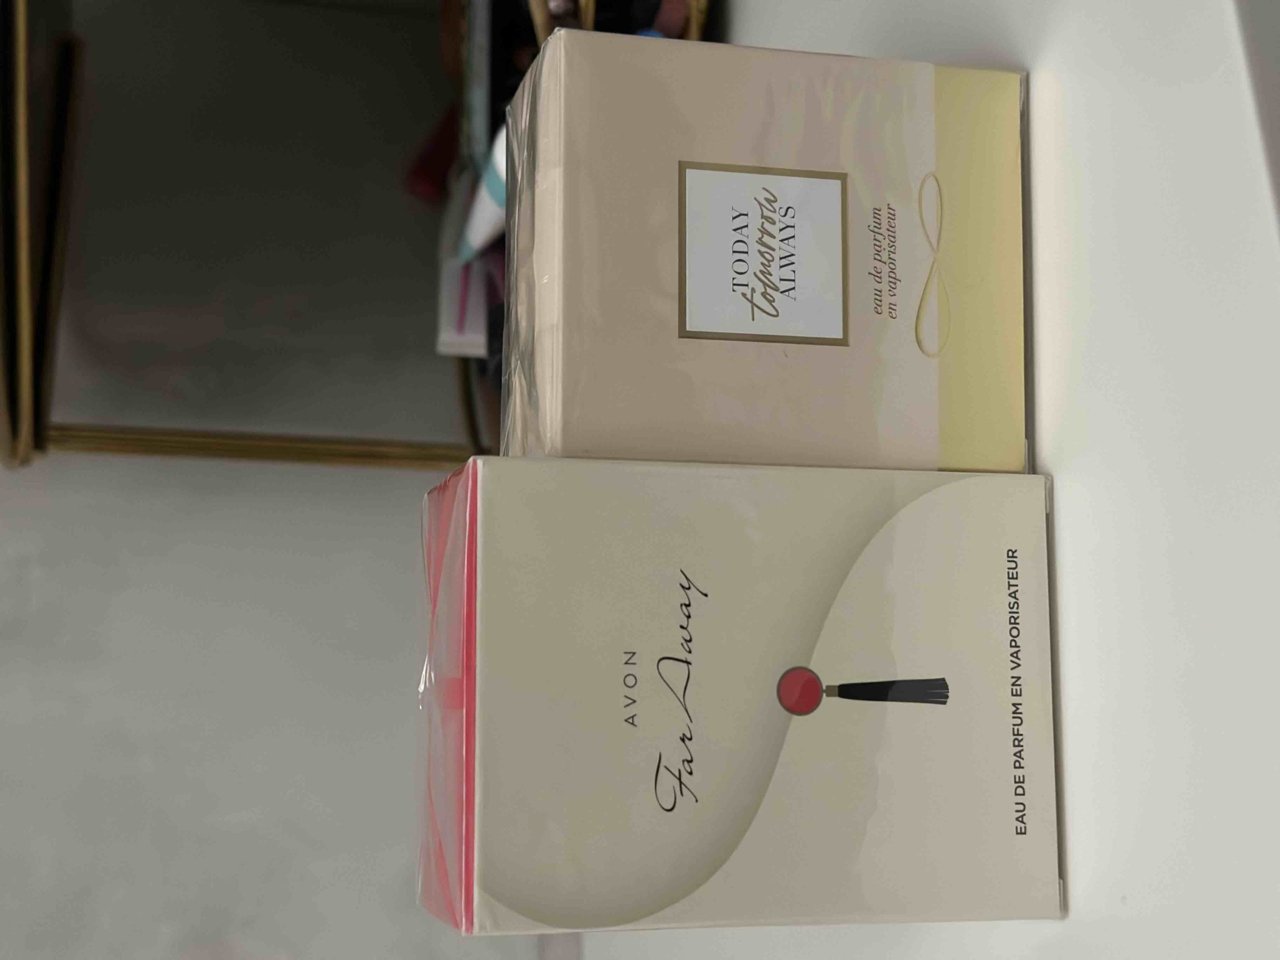 AVON
Far Away
EAU DE PARFUM EN VAPORISATEUR
TODAY
tomorrow
ALWAYS
eau de parfum
en vaporisateur